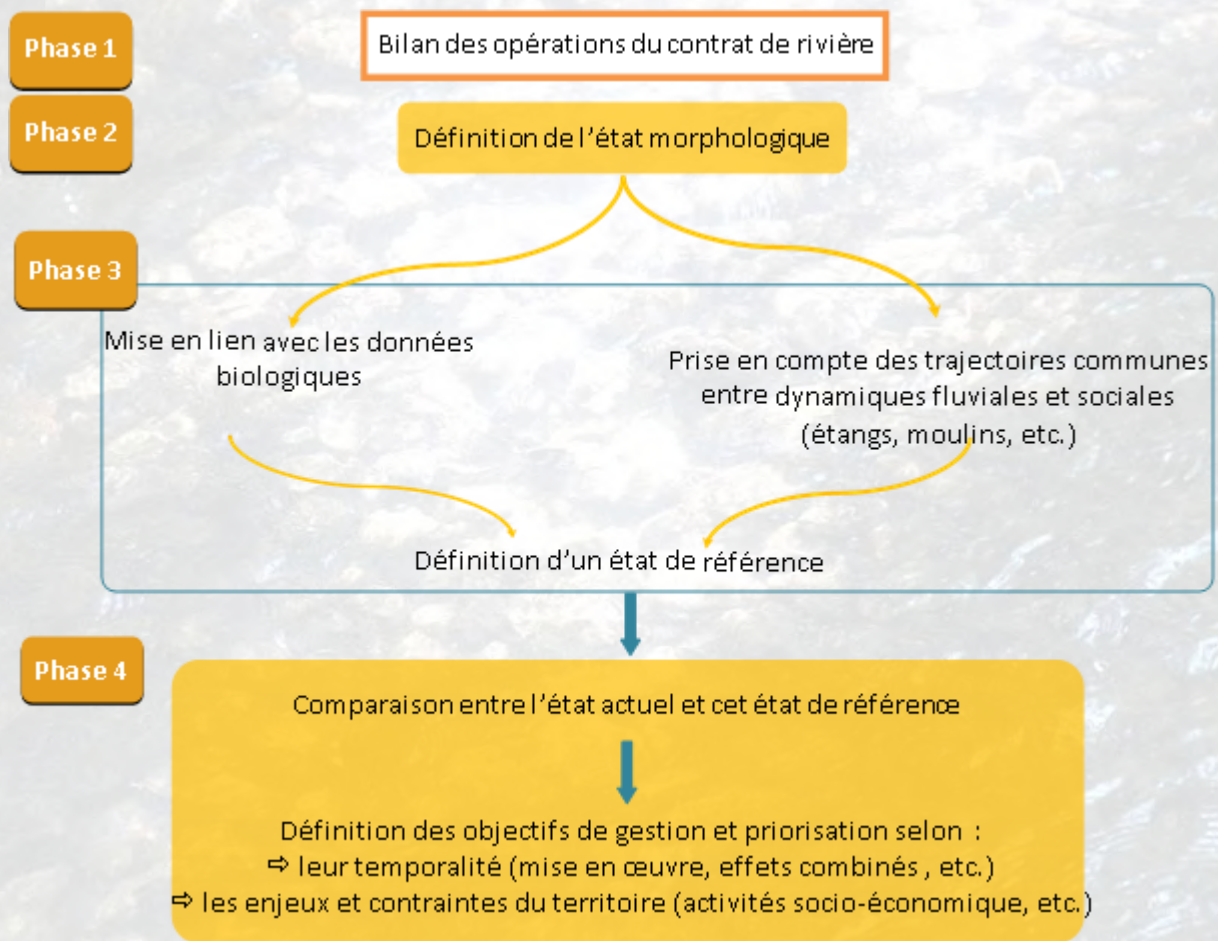 Phase 1
Bilan des opérations du contrat de rivière
Phase 2
Définition de l'état morphologique
Phase 3
Mise en lien avec les données
biologiques
Prise en compte des trajectoires communes
entre dynamiques fluviales et sociales
(étangs, moulins, etc.)
Définition d'un état de référence
Phase 4
Comparaison entre l'état actuel et cet état de référence
Définition des objectifs de gestion et priorisation selon :
⇨ leur temporalité (mise en œuvre, effets combinés , etc.)
⇨ les enjeux et contraintes du territoire (activités socio-économique, etc.)